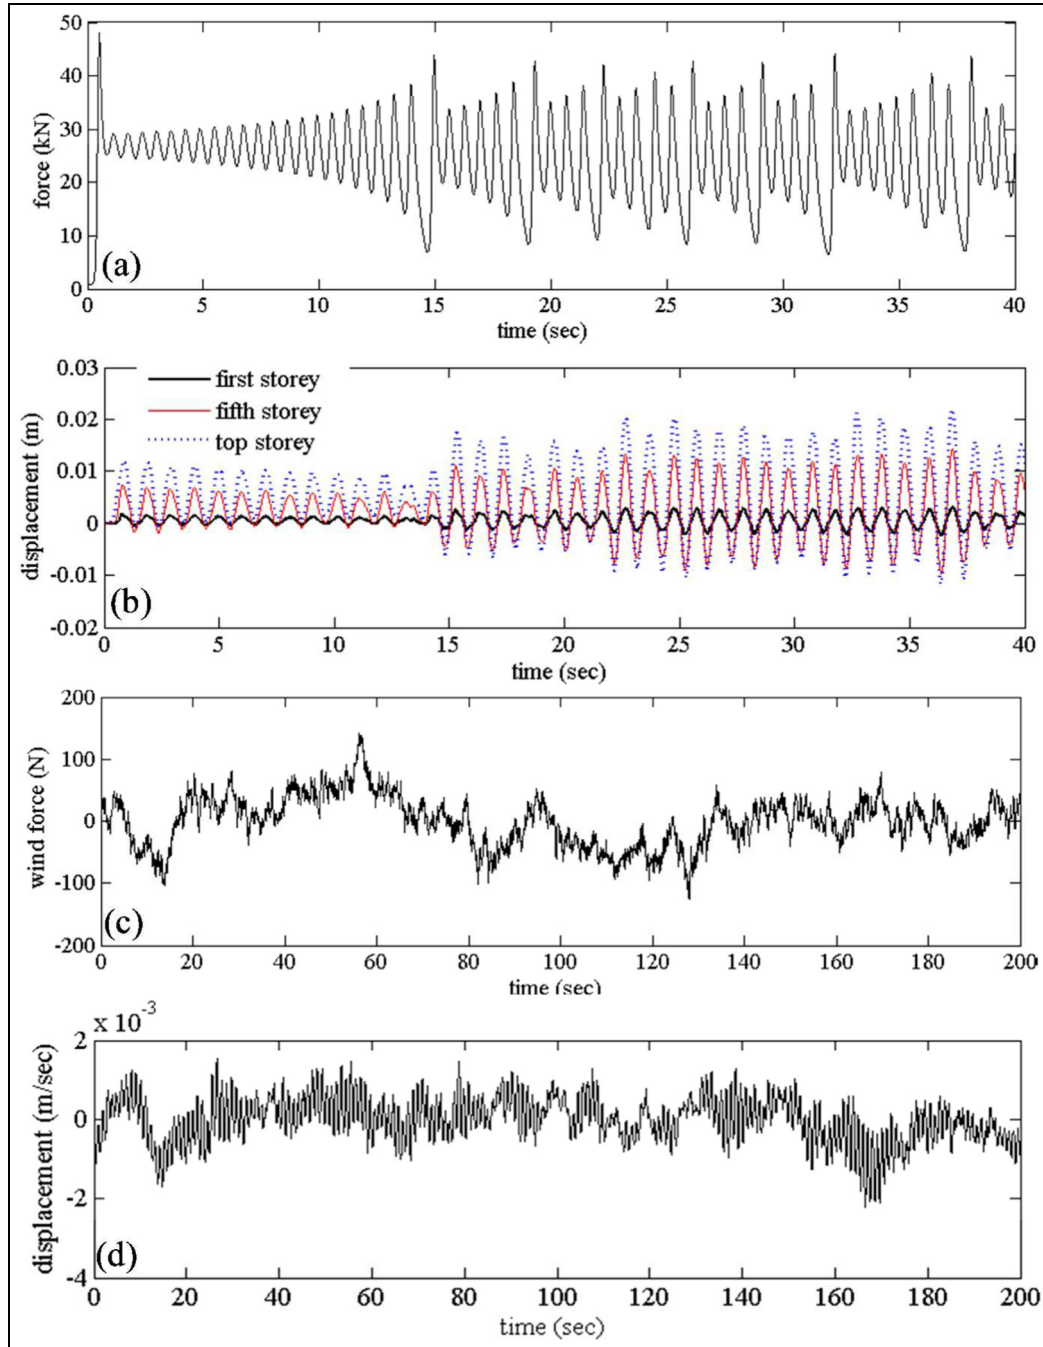 50
40
30
20
10
0
force (kN)
(a)
0 5 10 15 20 25 30 35 40
time (sec)
0.03
0.02
0.01
0
-0.01
-0.02
displacement (m)
first storey
fifth storey
top storey
(b)
0 5 10 15 20 25 30 35 40
time (sec)
200
100
0
-100
-200
wind force (N)
(c)
0 20 40 60 80 100 120 140 160 180 200
time (sec)
x 10-3
2
0
-2
-4
displacement (m/sec)
(d)
0 20 40 60 80 100 120 140 160 180 200
time (sec)